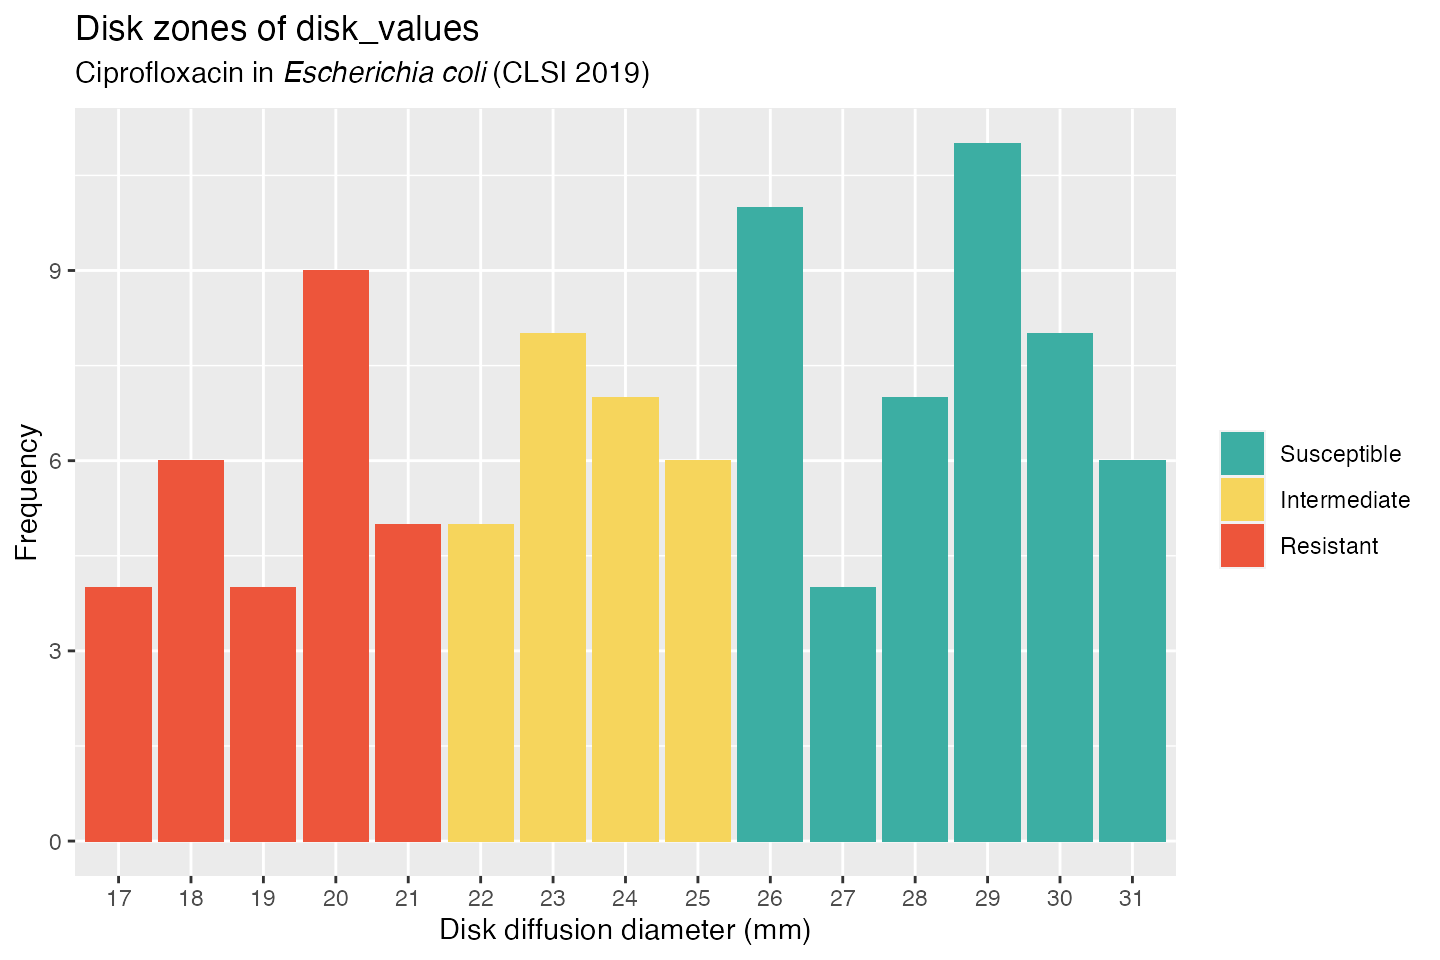 Disk zones of disk_values
Ciprofloxacin in Escherichia coli (CLSI 2019)
Frequency
9
6
3
0
17 18 19 20 21 22 23 24 25 26 27 28 29 30 31
Disk diffusion diameter (mm)
Susceptible
Intermediate
Resistant